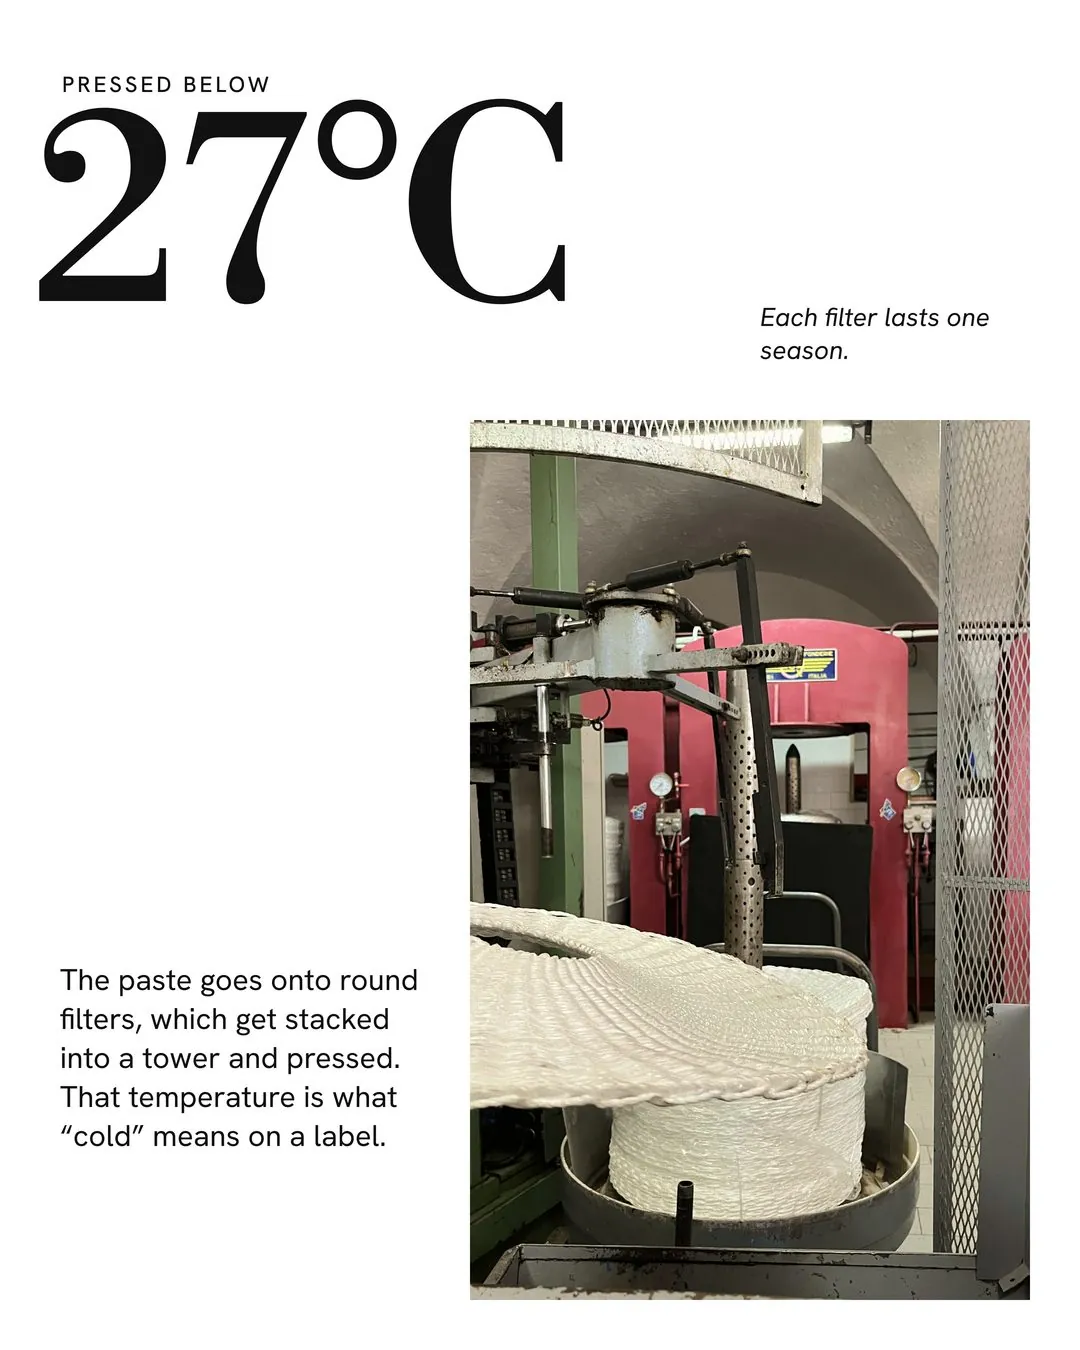 PRESSED BELOW
27°C
Each filter lasts one
season.
The paste goes onto round
filters, which get stacked
into a tower and pressed.
That temperature is what
“cold” means on a label.
ITALIA